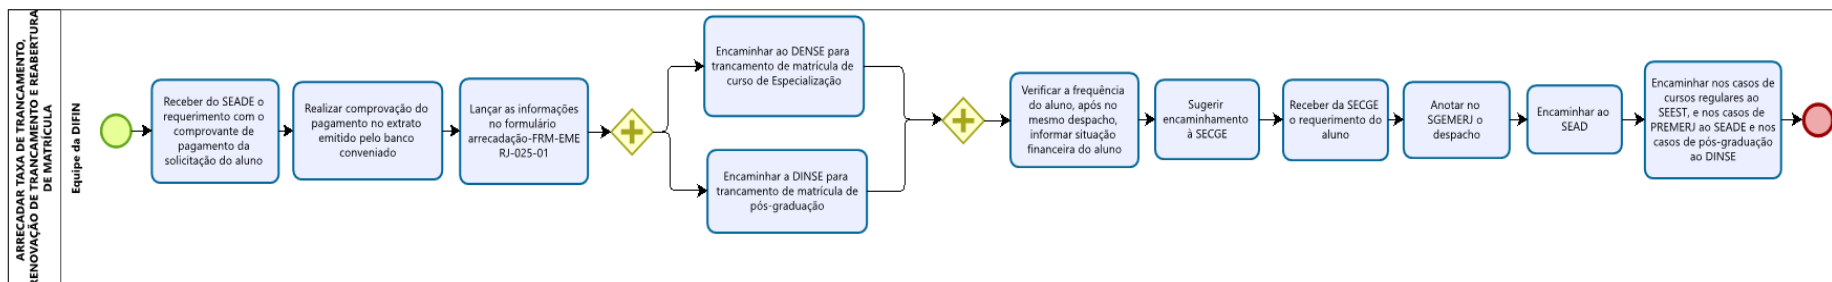 ARRECADAR TAXA DE TRANCAMENTO,
RENOVAÇÃO DE TRANCAMENTO E REABERTURA
DE MATRÍCULA
Equipe da DIFIN
Receber do SEADE o
requerimento com o
comprovante de
pagamento da
solicitação do aluno
Realizar comprovação do
pagamento no extrato
emitido pelo banco
conveniado
Lançar as informações
no formulário
arrecadação-FRM-EME
RJ-025-01
Encaminhar ao DENSE para
trancamento de matrícula de
curso de Especialização
Encaminhar a DINSE para
trancamento de matrícula de
pós-graduação
Verificar a frequência
do aluno, após no
mesmo despacho,
informar situação
financeira do aluno
Sugerir
encaminhamento
à SECGE
Receber da SECGE
o requerimento do
aluno
Anotar no
SGEMERJ o
despacho
Encaminhar ao
SEAD
Encaminhar nos casos de
cursos regulares ao
SEEST, e nos casos de
PREMERJ ao SEADE e nos
casos de pós-graduação
ao DINSE